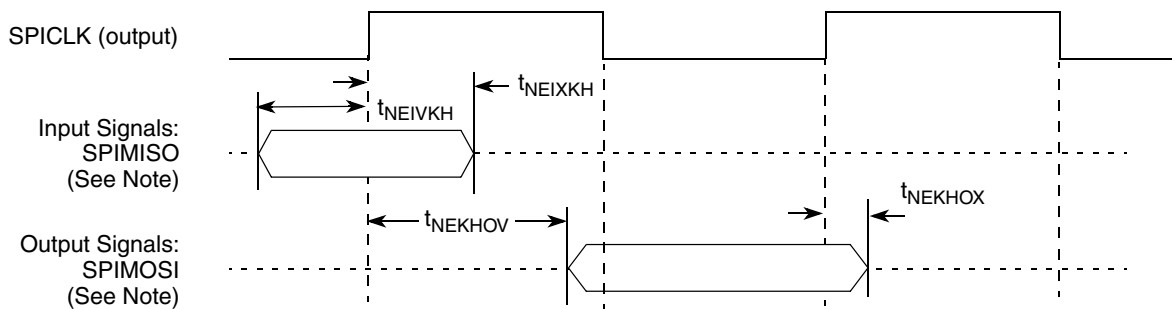 SPICLK (output)
tNEIXKH
tNEIVKH
Input Signals:
SPIMISO
(See Note)
tNEKHOV
tNEKHOX
Output Signals:
SPIMOSI
(See Note)